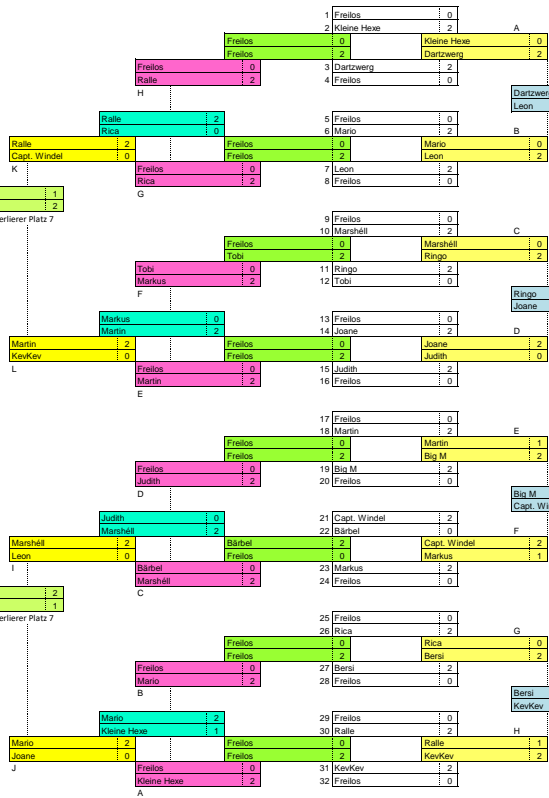 1 Freilos 0
2 Kleine Hexe 2 A
Freilos 0 Kleine Hexe 0
Freilos 2 Dartzwerg 2
Freilos 0 3 Dartzwerg 2
Ralle 2 4 Freilos 0
H Dartzwerg
Leon
Ralle 2 5 Freilos 0
Rica 0 6 Mario 2 B
Ralle 2 Freilos 0 Mario 0
Capt. Windel 0 Freilos 2 Leon 2
K Freilos 0 7 Leon 2
Rica 2 8 Freilos 0
1 G
2
erlierer Platz 7 9 Freilos 0
10 Marshéll 2 C
Freilos 0 Marshéll 0
Tobi 2 Ringo 2
Tobi 0 11 Ringo 2
Markus 2 12 Tobi 0
F Ringo
Joane
Markus 0 13 Freilos 0
Martin 2 14 Joane 2 D
Martin 2 Freilos 0 Joane 2
KevKev 0 Freilos 2 Judith 0
L Freilos 0 15 Judith 2
Martin 2 16 Freilos 0
E
17 Freilos 0
18 Martin 2 E
Freilos 0 Martin 1
Freilos 2 Big M 2
Freilos 0 19 Big M 2
Judith 2 20 Freilos 0
D Big M
Capt. Wi
Judith 0 21 Capt. Windel 2
Marshéll 2 22 Bärbel 0 F
Marshéll 2 Bärbel 2 Capt. Windel 2
Leon 0 Freilos 0 Markus 1
I Bärbel 0 23 Markus 2
Marshéll 2 24 Freilos 0
2 C
1
erlierer Platz 7 25 Freilos 0
26 Rica 2 G
Freilos 0 Rica 0
Freilos 2 Bersi 2
Freilos 0 27 Bersi 2
Mario 2 28 Freilos 0
B Bersi
KevKev
Mario 2 29 Freilos 0
Kleine Hexe 1 30 Ralle 2 H
Mario 2 Freilos 0 Ralle 1
Joane 0 Freilos 2 KevKev 2
J Freilos 0 31 KevKev 2
Kleine Hexe 2 32 Freilos 0
A